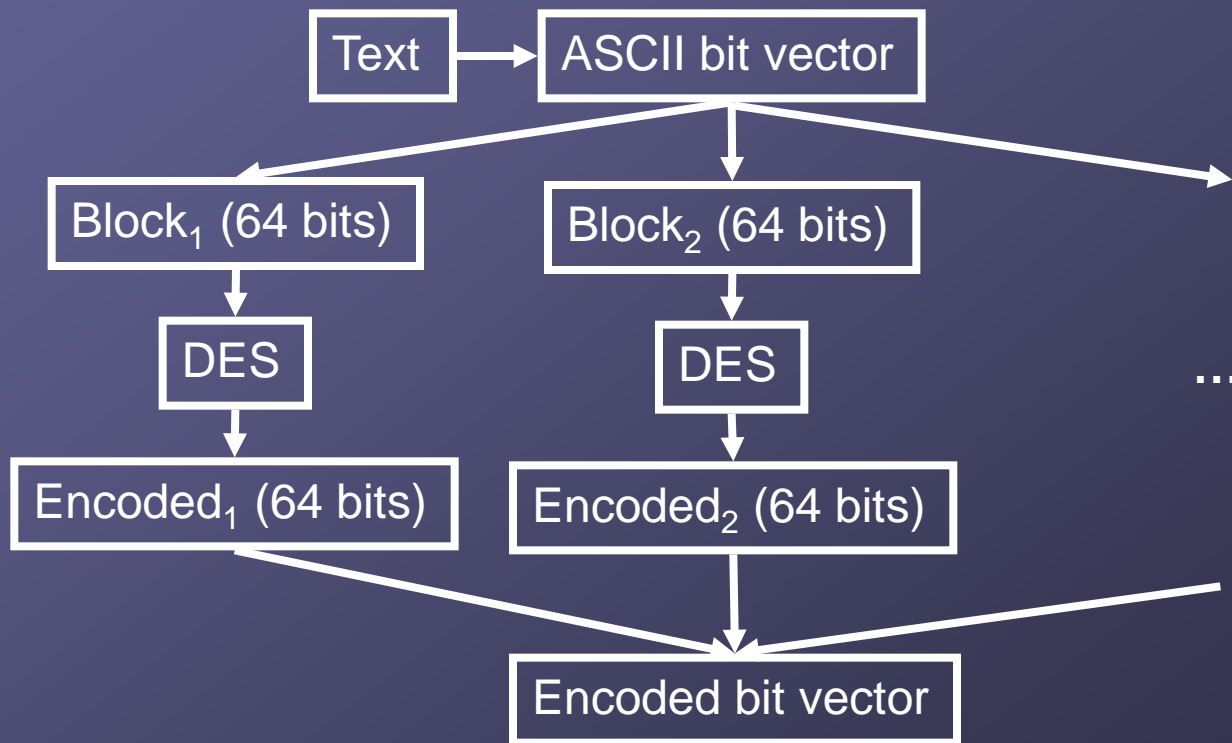 Text
ASCII bit vector
Block₁ (64 bits)
Block₂ (64 bits)
DES
DES
...
Encoded₁ (64 bits)
Encoded₂ (64 bits)
Encoded bit vector